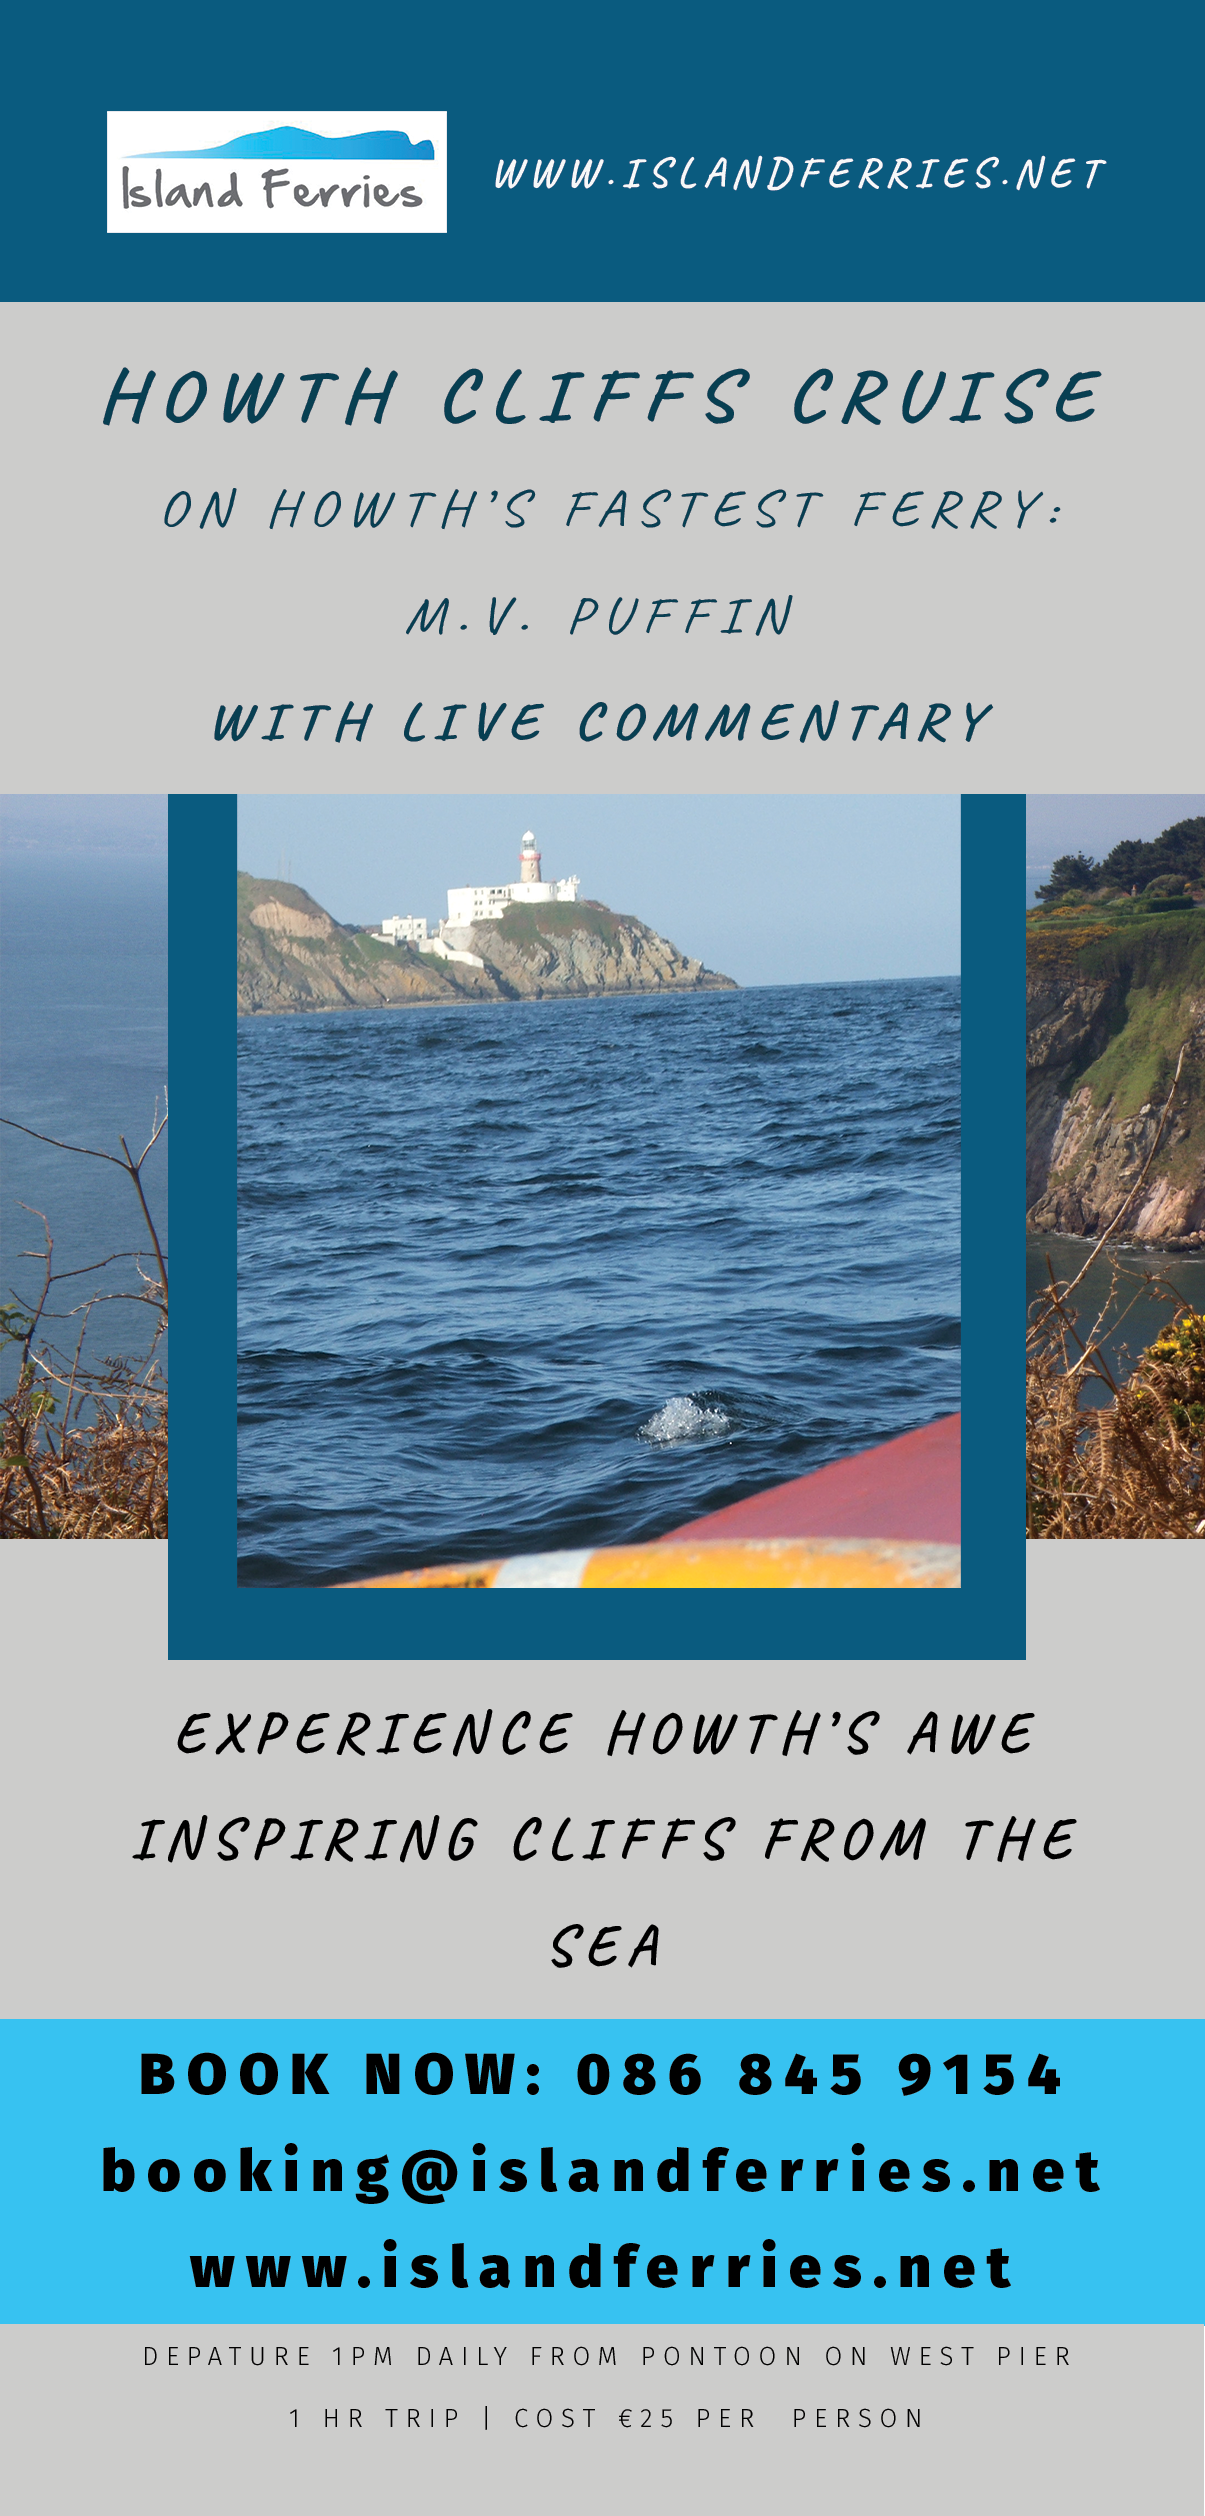 Island Ferries
WWW.ISLANDFERRIES.NET
HOWTH CLIFFS CRUISE
ON HOWTH’S FASTEST FERRY:
M.V. PUFFIN
WITH LIVE COMMENTARY
EXPERIENCE HOWTH’S AWE
INSPIRING CLIFFS FROM THE
SEA
BOOK NOW: 086 845 9154
booking@islandferries.net
www.islandferries.net
DEPATURE 1PM DAILY FROM PONTOON ON WEST PIER
1 HR TRIP | COST €25 PER PERSON